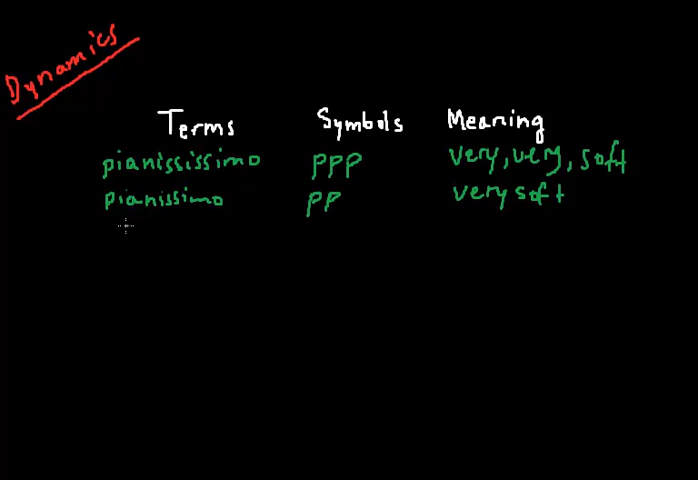 Dynamics
Terms Symbols Meaning
pianississimo ppp very, very, soft
pianissimo pp very soft